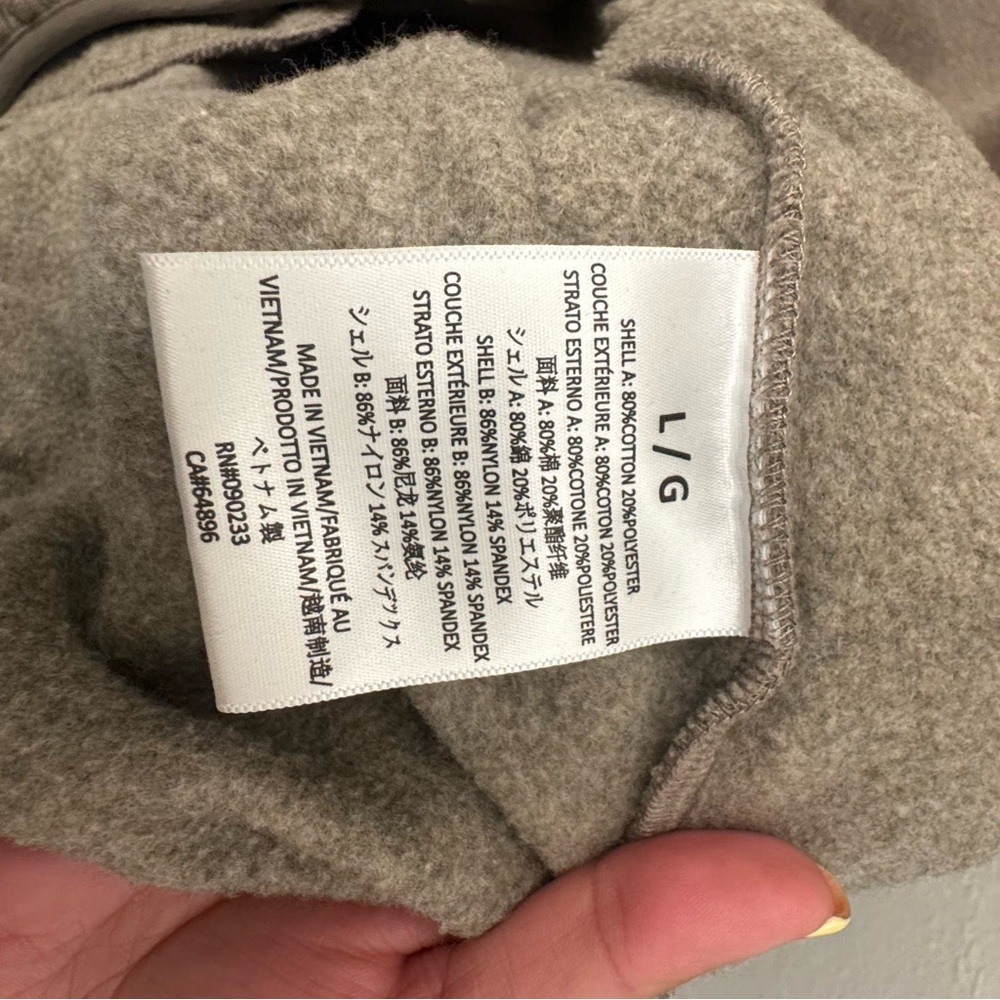 L / G
SHELL A: 80%COTTON 20%POLYESTER
COUCHE EXTÉRIEURE A: 80%COTON 20%POLYESTER
STRATO ESTERNO A: 80%COTONE 20%POLIESTERE
面料 A: 80%棉 20%聚酯纤维
シェル A: 80%綿 20%ポリエステル
SHELL B: 86%NYLON 14% SPANDEX
COUCHE EXTÉRIEURE B: 86%NYLON 14% SPANDEX
STRATO ESTERNO B: 86%NYLON 14% SPANDEX
面料 B: 86%尼龙 14%氨纶
シェル B: 86%ナイロン 14%スパンデックス
MADE IN VIETNAM/FABRIQUÉ AU
VIETNAM/PRODOTTO IN VIETNAM/越南制造/
ベトナム製
RN#090233
CA#64896